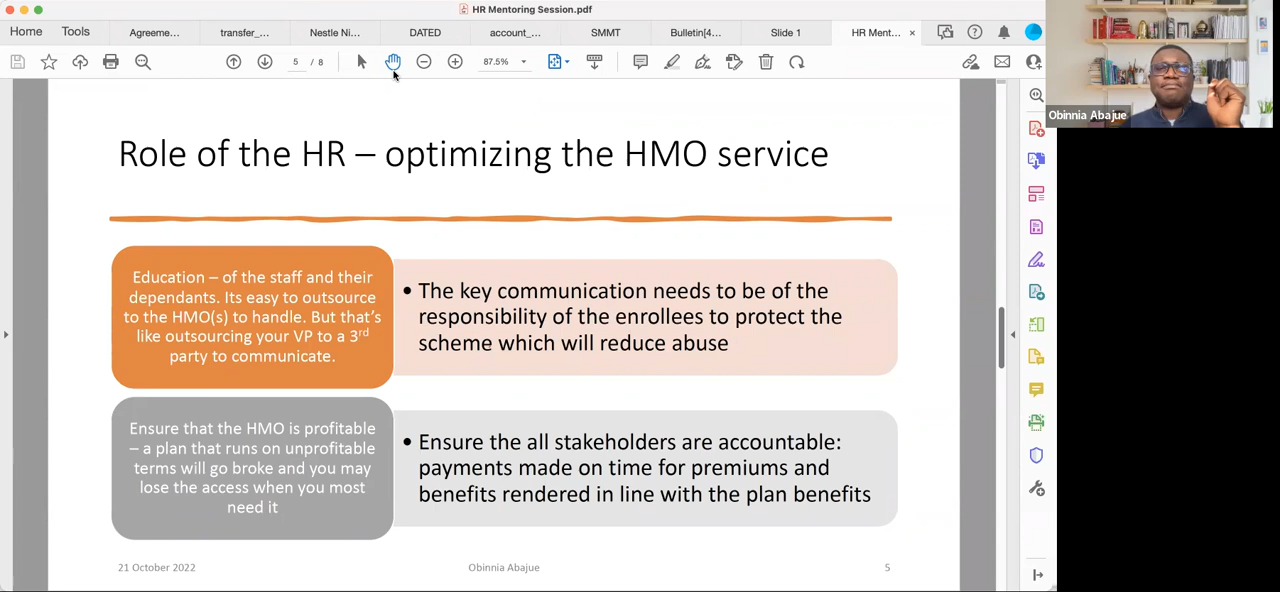 HR Mentoring Session.pdf
Home
Tools
Agreeme...
transfer_...
Nestle Ni...
DATED
account_...
SMMT
Bulletin[4...
Slide 1
HR Ment...
5 / 8
87.5%
Obinnia Abajue
Role of the HR – optimizing the HMO service
Education – of the staff and their
dependants. Its easy to outsource
to the HMO(s) to handle. But that's
like outsourcing your VP to a 3rd
party to communicate.
• The key communication needs to be of the
responsibility of the enrollees to protect the
scheme which will reduce abuse
Ensure that the HMO is profitable
– a plan that runs on unprofitable
terms will go broke and you may
lose the access when you most
need it
• Ensure the all stakeholders are accountable:
payments made on time for premiums and
benefits rendered in line with the plan benefits
21 October 2022
Obinnia Abajue
5